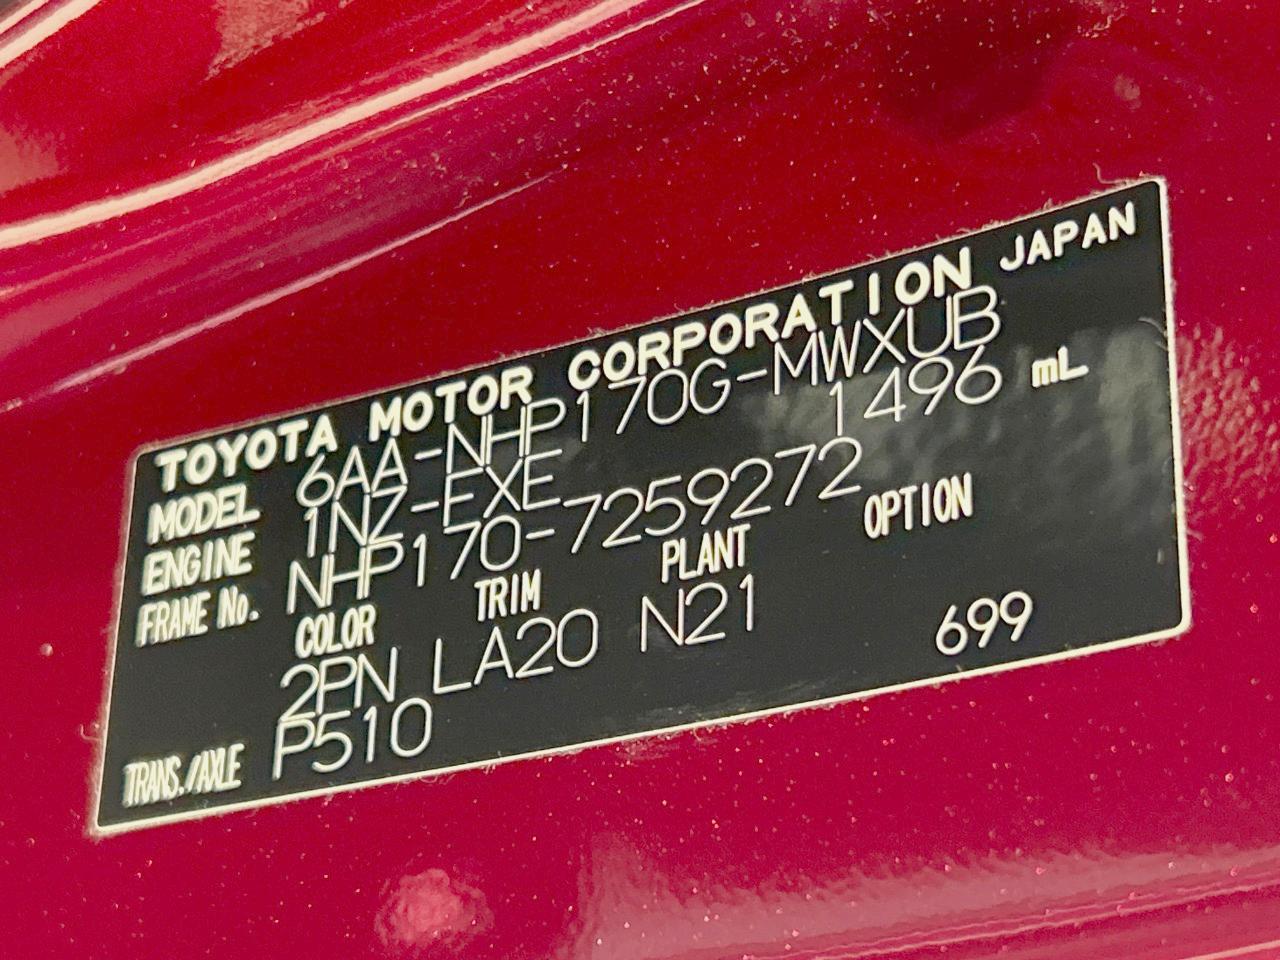 TOYOTA MOTOR CORPORATION JAPAN
MODEL 6AA-NHP170G-MWXUB
ENGINE 1NZ-FXE 1496 mL
FRAME No. NHP170-7259272
COLOR TRIM PLANT OPTION
2PN LA20 N21 699
TRANS./AXLE P510